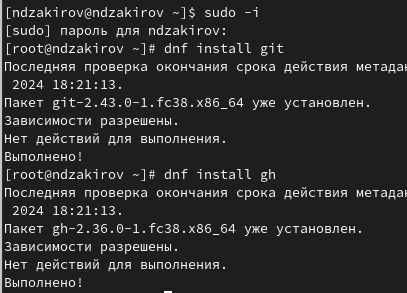 [ndzakirov@ndzakirov ~]$ sudo -i
[sudo] пароль для ndzakirov:
[root@ndzakirov ~]# dnf install git
Последняя проверка окончания срока действия метадан
2024 18:21:13.
Пакет git-2.43.0-1.fc38.x86_64 уже установлен.
Зависимости разрешены.
Нет действий для выполнения.
Выполнено!
[root@ndzakirov ~]# dnf install gh
Последняя проверка окончания срока действия метадан
2024 18:21:13.
Пакет gh-2.36.0-1.fc38.x86_64 уже установлен.
Зависимости разрешены.
Нет действий для выполнения.
Выполнено!